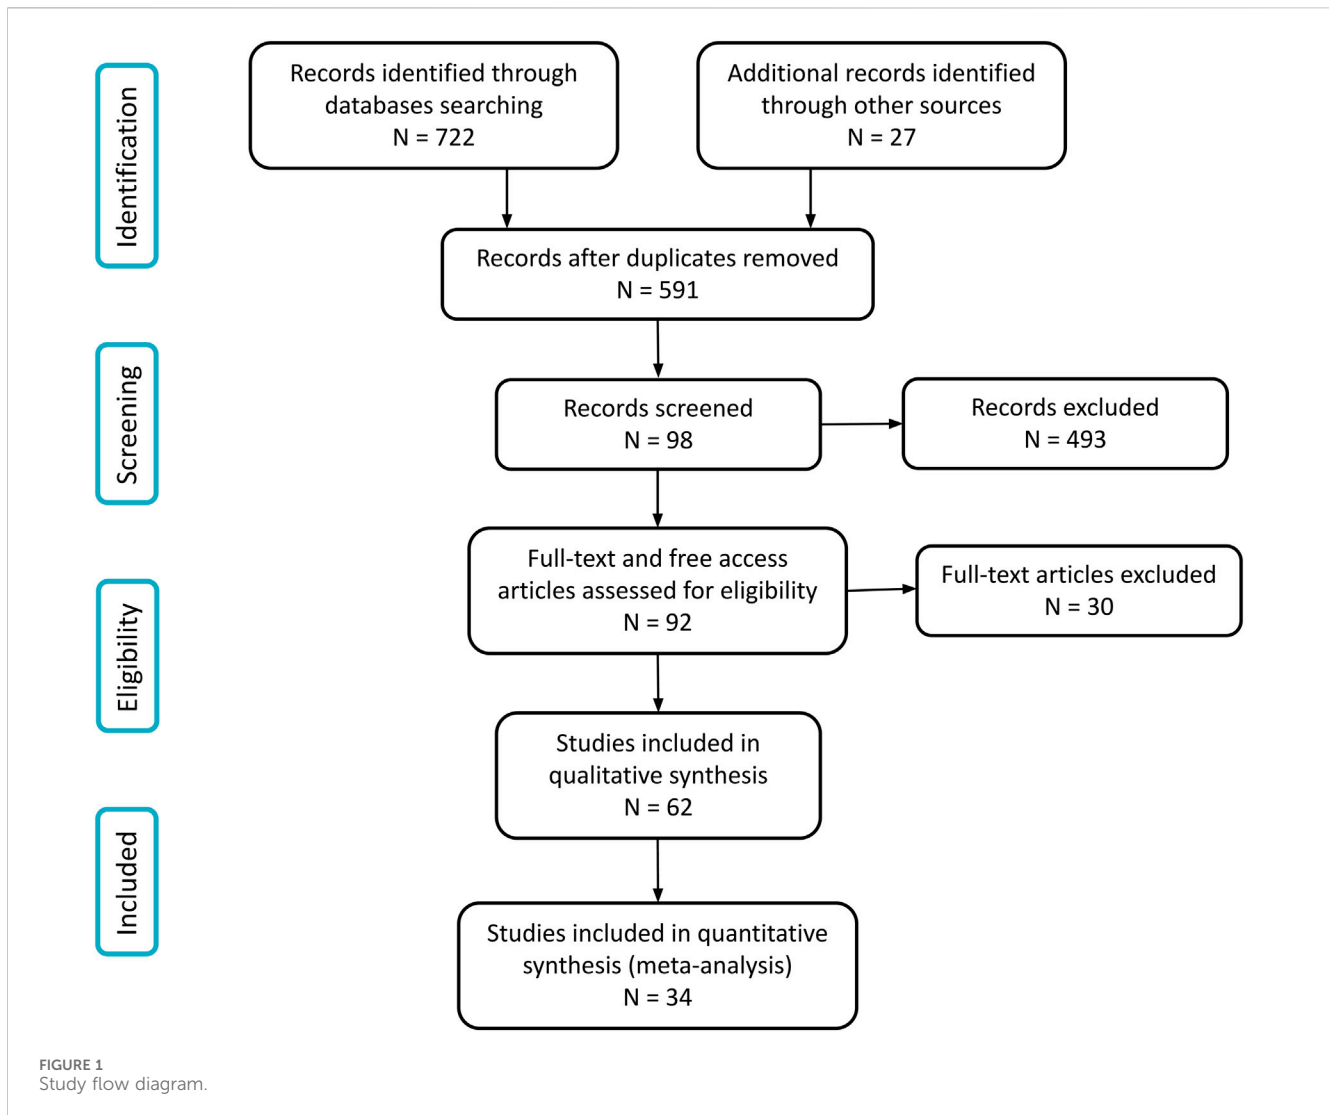 Identification
Records identified through
databases searching
N = 722
Additional records identified
through other sources
N = 27
Records after duplicates removed
N = 591
Screening
Records screened
N = 98
Records excluded
N = 493
Eligibility
Full-text and free access
articles assessed for eligibility
N = 92
Full-text articles excluded
N = 30
Studies included in
qualitative synthesis
N = 62
Included
Studies included in quantitative
synthesis (meta-analysis)
N = 34
FIGURE 1
Study flow diagram.